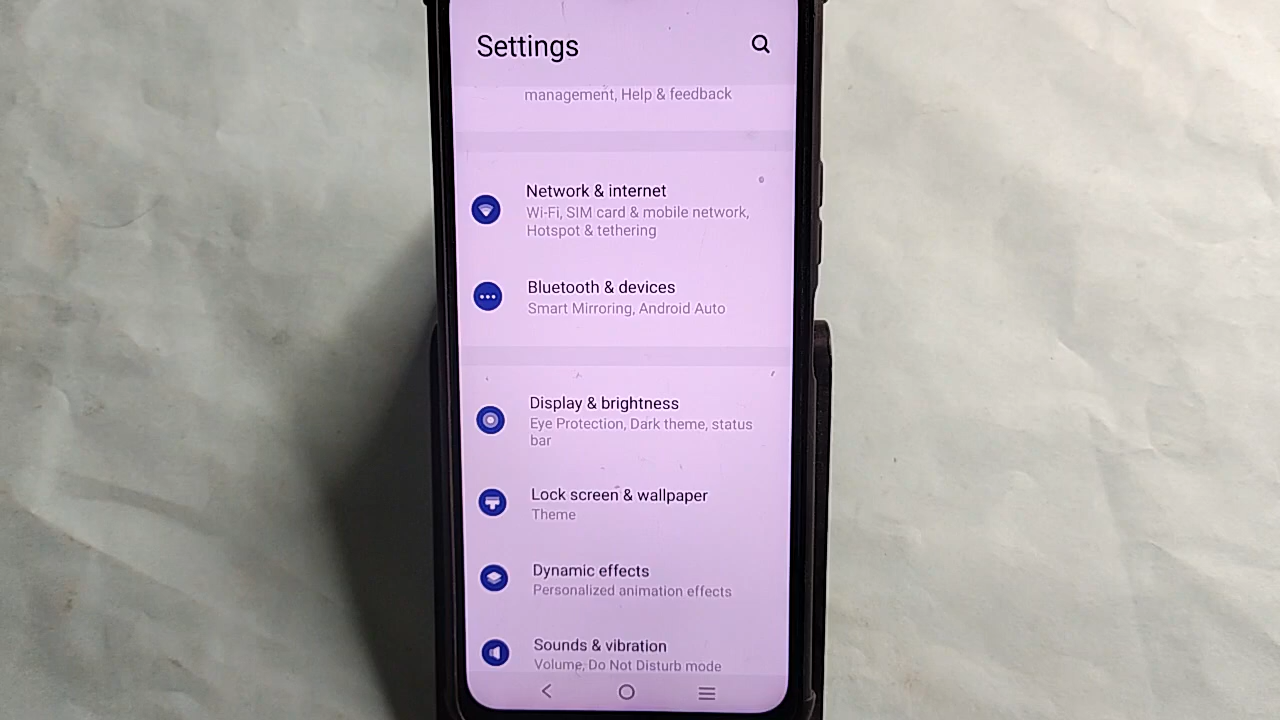 Settings
management, Help & feedback
Network & internet
Wi-Fi, SIM card & mobile network,
Hotspot & tethering
Bluetooth & devices
Smart Mirroring, Android Auto
Display & brightness
Eye Protection, Dark theme, status
bar
Lock screen & wallpaper
Theme
Dynamic effects
Personalized animation effects
Sounds & vibration
Volume, Do Not Disturb mode